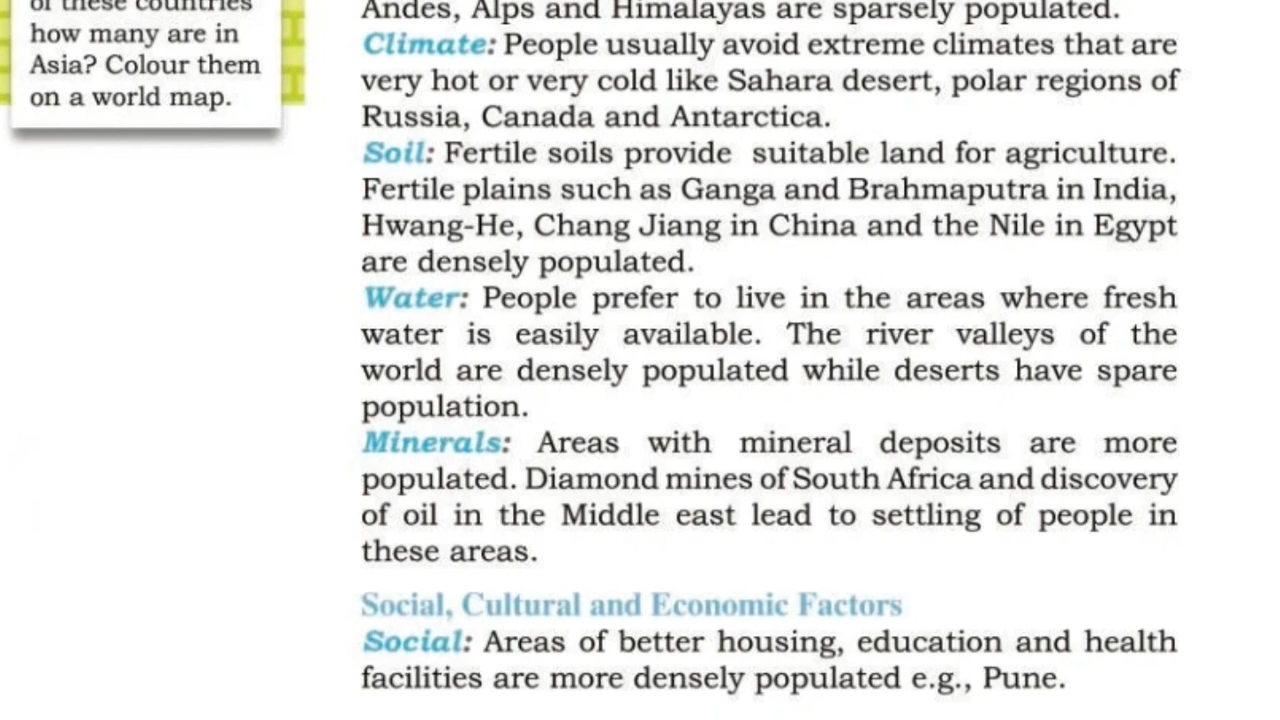 of these countries
how many are in
Asia? Colour them
on a world map.
Andes, Alps and Himalayas are sparsely populated.
Climate: People usually avoid extreme climates that are
very hot or very cold like Sahara desert, polar regions of
Russia, Canada and Antarctica.
Soil: Fertile soils provide suitable land for agriculture.
Fertile plains such as Ganga and Brahmaputra in India,
Hwang-He, Chang Jiang in China and the Nile in Egypt
are densely populated.
Water: People prefer to live in the areas where fresh
water is easily available. The river valleys of the
world are densely populated while deserts have spare
population.
Minerals: Areas with mineral deposits are more
populated. Diamond mines of South Africa and discovery
of oil in the Middle east lead to settling of people in
these areas.
Social, Cultural and Economic Factors
Social: Areas of better housing, education and health
facilities are more densely populated e.g., Pune.